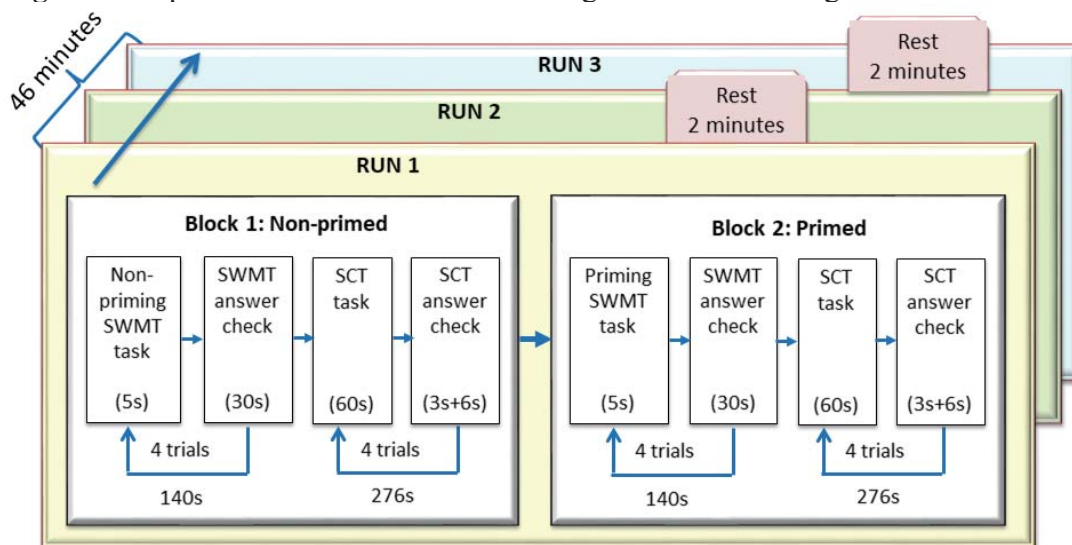 46 minutes
Rest
2 minutes
RUN 3
Rest
2 minutes
RUN 2
RUN 1
Block 1: Non-primed
Non-
priming
SWMT
task
(5s)
SWMT
answer
check
(30s)
SCT
task
(60s)
SCT
answer
check
(3s+6s)
4 trials
140s
4 trials
276s
Block 2: Primed
Priming
SWMT
task
(5s)
SWMT
answer
check
(30s)
SCT
task
(60s)
SCT
answer
check
(3s+6s)
4 trials
140s
4 trials
276s